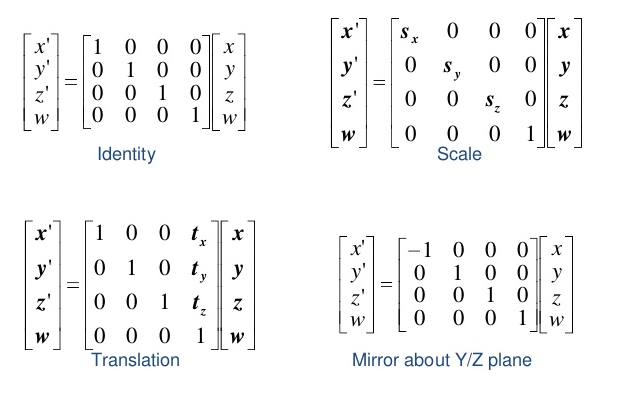 x' 1 0 0 0 x
y' = 0 1 0 0 y
z' 0 0 1 0 z
w 0 0 0 1 w
Identity
x' s_x 0 0 0 x
y' = 0 s_y 0 0 y
z' 0 0 s_z 0 z
w 0 0 0 1 w
Scale
x' 1 0 0 t_x x
y' = 0 1 0 t_y y
z' 0 0 1 t_z z
w 0 0 0 1 w
Translation
x' −1 0 0 0 x
y' = 0 1 0 0 y
z' 0 0 1 0 z
w 0 0 0 1 w
Mirror about Y/Z plane